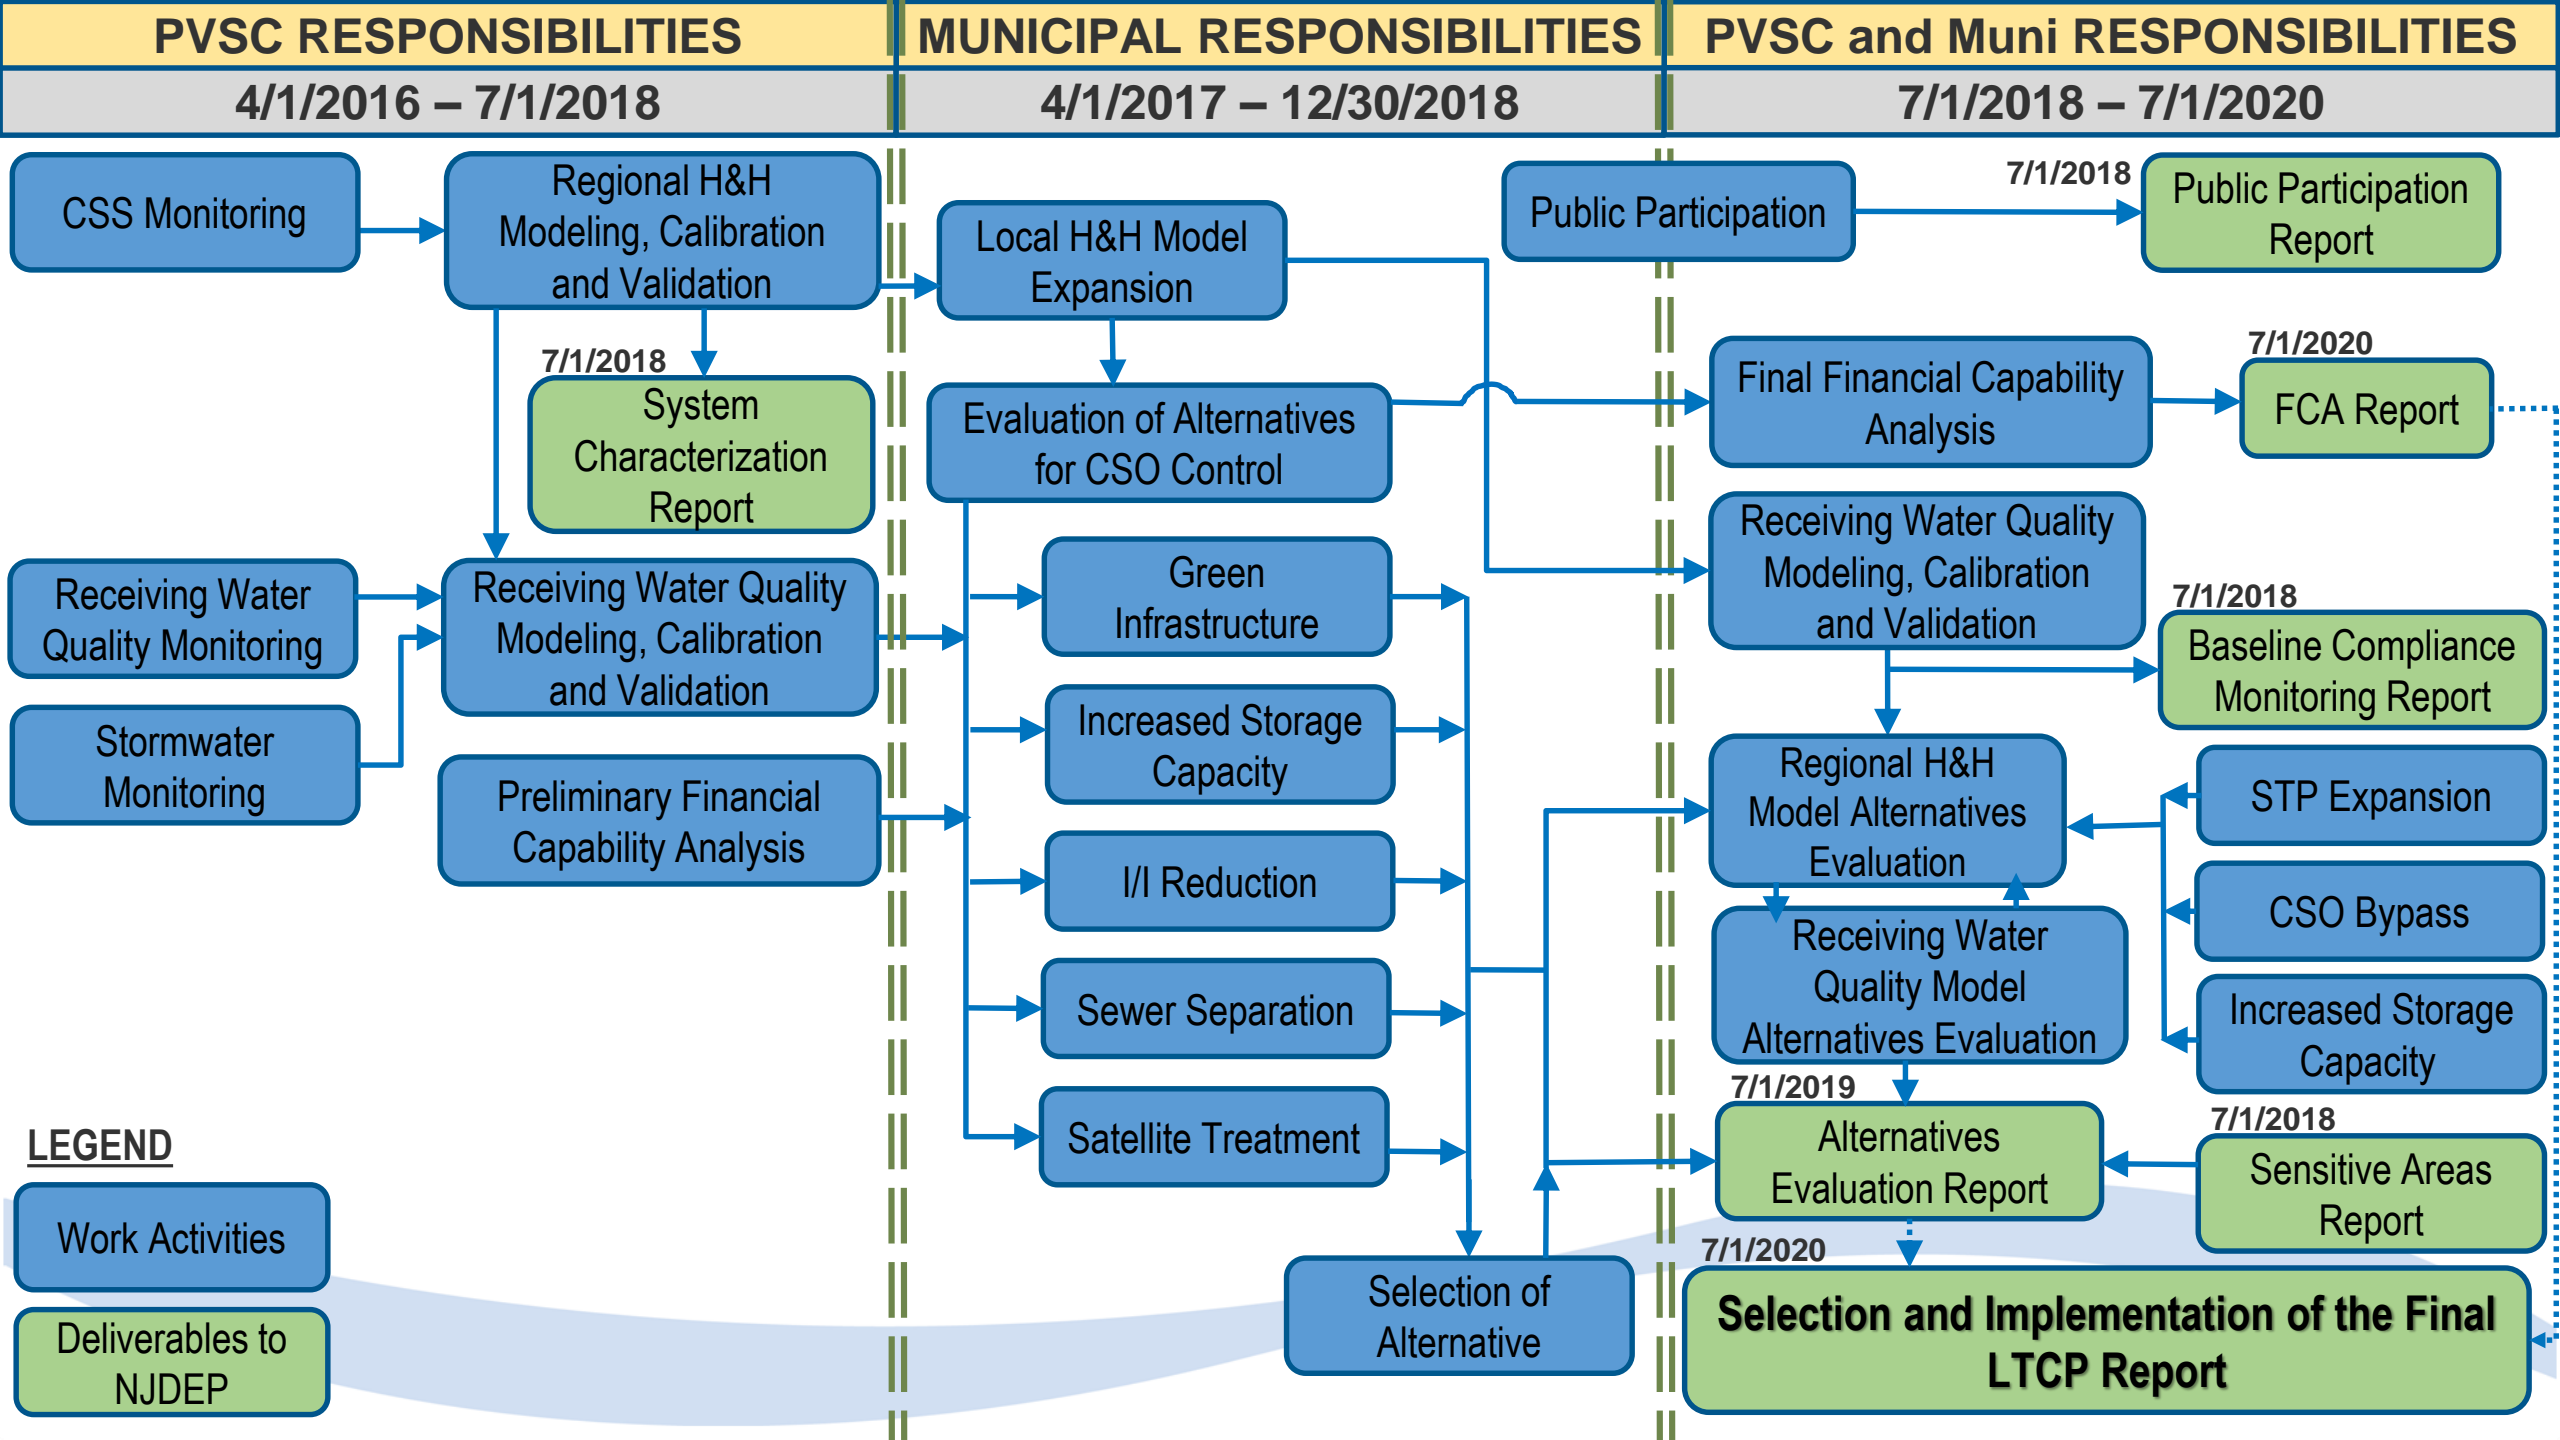 PVSC RESPONSIBILITIES
MUNICIPAL RESPONSIBILITIES
PVSC and Muni RESPONSIBILITIES
4/1/2016 – 7/1/2018
4/1/2017 – 12/30/2018
7/1/2018 – 7/1/2020
CSS Monitoring
Regional H&H
Modeling, Calibration
and Validation
7/1/2018
System
Characterization
Report
Receiving Water
Quality Monitoring
Receiving Water Quality
Modeling, Calibration
and Validation
Stormwater
Monitoring
Preliminary Financial
Capability Analysis
LEGEND
Work Activities
Deliverables to
NJDEP
Local H&H Model
Expansion
Evaluation of Alternatives
for CSO Control
Green
Infrastructure
Increased Storage
Capacity
I/I Reduction
Sewer Separation
Satellite Treatment
Selection of
Alternative
Public Participation
7/1/2018
Public Participation
Report
Final Financial Capability
Analysis
7/1/2020
FCA Report
Receiving Water Quality
Modeling, Calibration
and Validation
7/1/2018
Baseline Compliance
Monitoring Report
Regional H&H
Model Alternatives
Evaluation
STP Expansion
CSO Bypass
Increased Storage
Capacity
Receiving Water
Quality Model
Alternatives Evaluation
7/1/2019
Alternatives
Evaluation Report
7/1/2018
Sensitive Areas
Report
7/1/2020
Selection and Implementation of the Final
LTCP Report